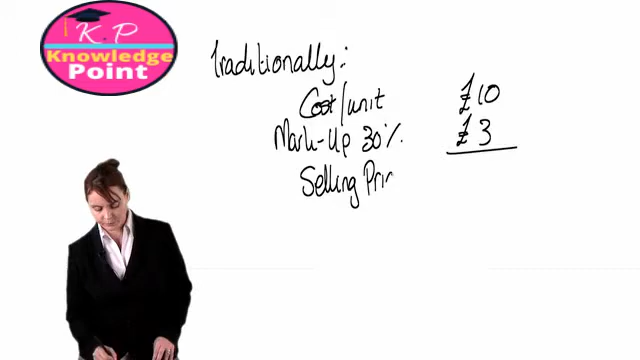 K.P
Knowledge
Point
Traditionally:
Cost/unit £10
Mark-Up 30% £3
Selling Pri